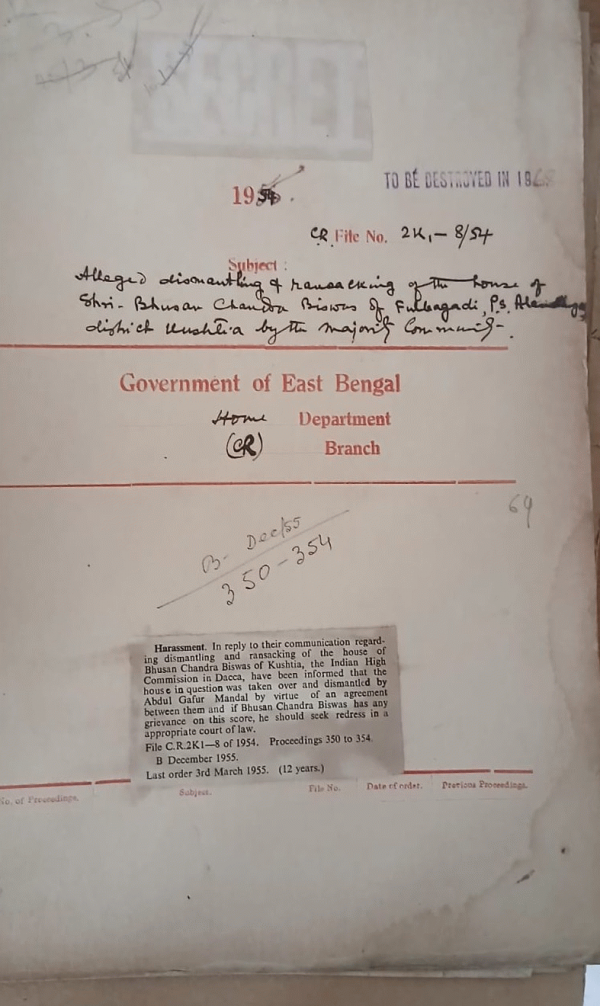 1954.
TO BE DESTROYED IN 196
CR. File No. 2K1-8/54
Subject:
Alleged dismantling & ransacking of the house of
Shri- Bhusan Chandra Biswas of Fulbagadi, P.S.
district Kushtia by the majority Community-.
Government of East Bengal
Home Department
(CR) Branch
69
B- Dec/55
350-354
Harassment. In reply to their communication regard-
ing dismantling and ransacking of the house of
Bhusan Chandra Biswas of Kushtia, the Indian High
Commission in Dacca, have been informed that the
house in question was taken over and dismantled by
Abdul Gafur Mandal by virtue of an agreement
between them and if Bhusan Chandra Biswas has any
grievance on this score, he should seek redress in a
appropriate court of law.
File C.R.2K1—8 of 1954. Proceedings 350 to 354.
B December 1955.
Last order 3rd March 1955. (12 years.)
No. of Proceedings. Subject. File No. Date of order. Previous Proceedings.